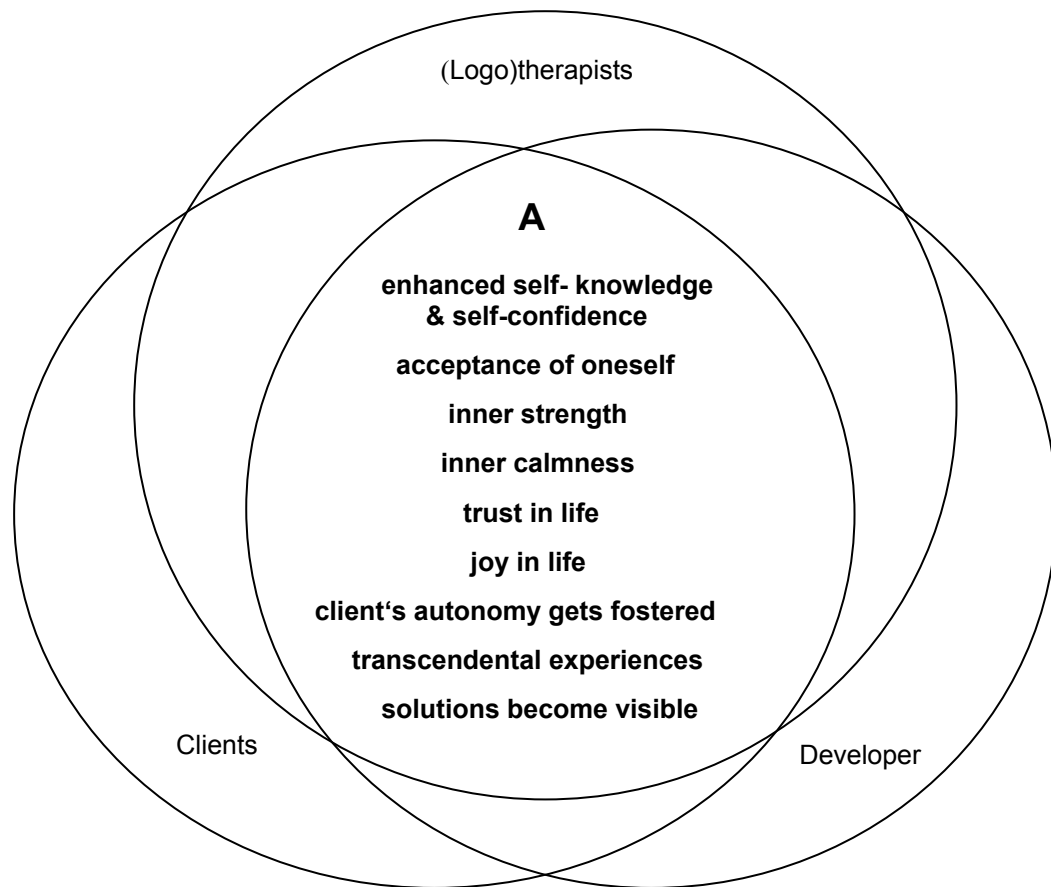 (Logo)therapists
A
enhanced self- knowledge
& self-confidence
acceptance of oneself
inner strength
inner calmness
trust in life
joy in life
client‘s autonomy gets fostered
transcendental experiences
solutions become visible
Clients
Developer